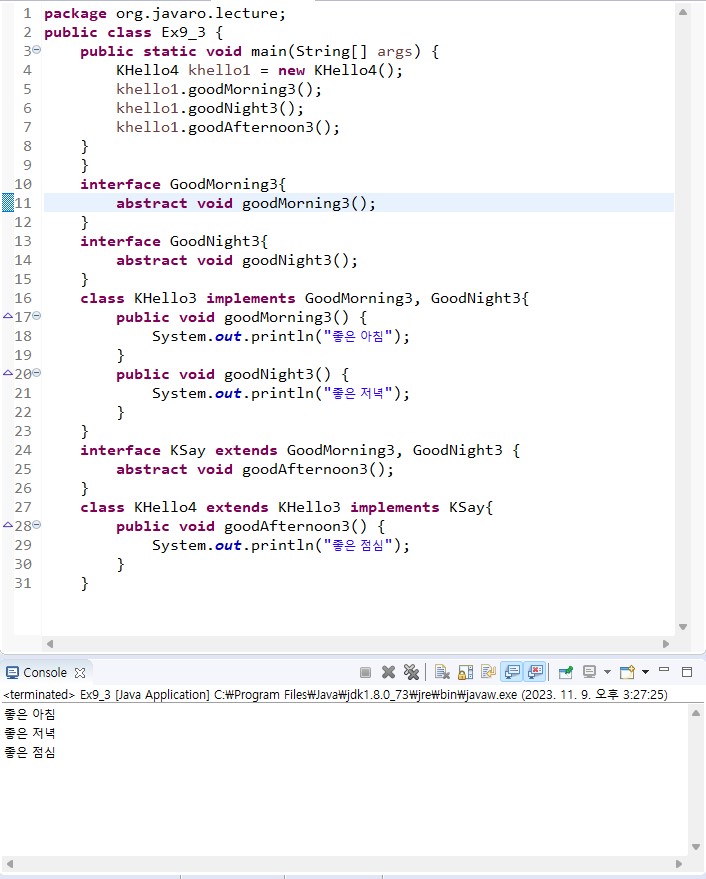 1 package org.javaro.lecture;
2 public class Ex9_3 {
3 public static void main(String[] args) {
4 KHello4 khello1 = new KHello4();
5 khello1.goodMorning3();
6 khello1.goodNight3();
7 khello1.goodAfternoon3();
8 }
9 }
10 interface GoodMorning3{
11 abstract void goodMorning3();
12 }
13 interface GoodNight3{
14 abstract void goodNight3();
15 }
16 class KHello3 implements GoodMorning3, GoodNight3{
17 public void goodMorning3() {
18 System.out.println("좋은 아침");
19 }
20 public void goodNight3() {
21 System.out.println("좋은 저녁");
22 }
23 }
24 interface KSay extends GoodMorning3, GoodNight3 {
25 abstract void goodAfternoon3();
26 }
27 class KHello4 extends KHello3 implements KSay{
28 public void goodAfternoon3() {
29 System.out.println("좋은 점심");
30 }
31 }
Console
<terminated> Ex9_3 [Java Application] C:₩Program Files₩Java₩jdk1.8.0_73₩jre₩bin₩javaw.exe (2023. 11. 9. 오후 3:27:25)
좋은 아침
좋은 저녁
좋은 점심